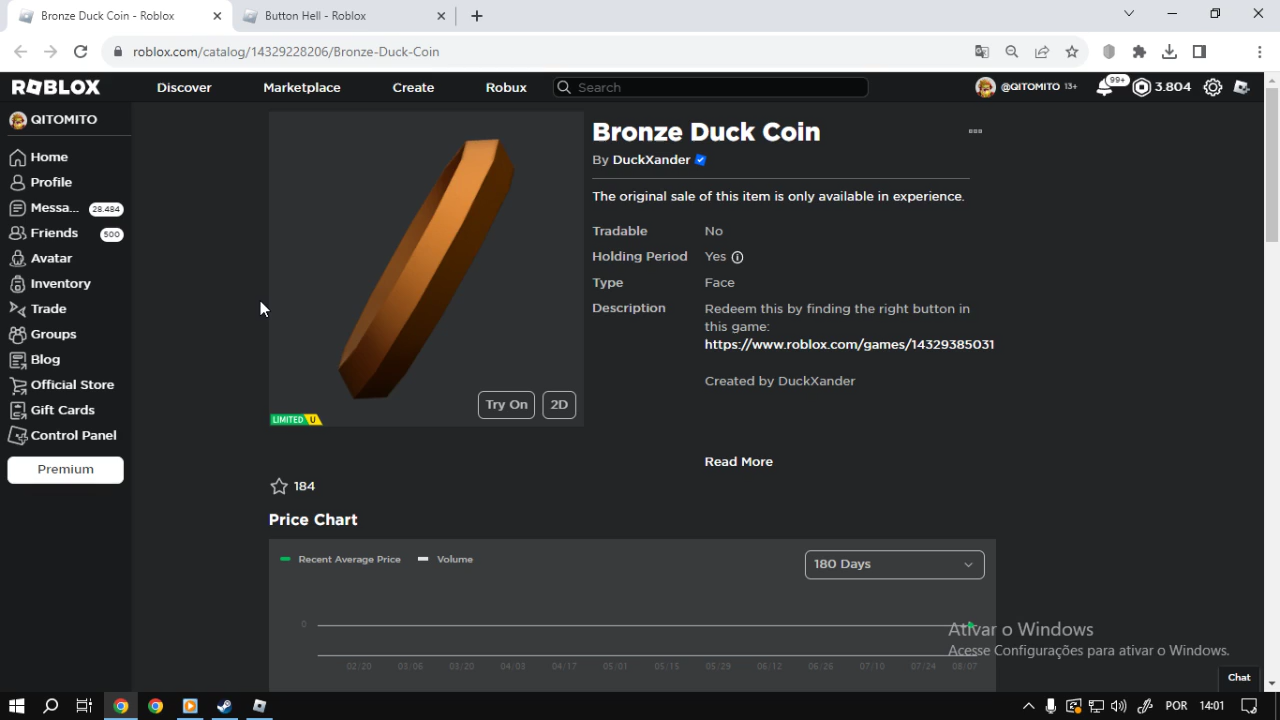 Bronze Duck Coin - Roblox
Button Hell - Roblox
roblox.com/catalog/14329228206/Bronze-Duck-Coin
ROBLOX
Discover
Marketplace
Create
Robux
Search
@QITOMITO 13+
99+
3.804
QITOMITO
Home
Profile
Messa... 28.484
Friends 500
Avatar
Inventory
Trade
Groups
Blog
Official Store
Gift Cards
Control Panel
Premium
Try On
2D
LIMITED U
184
Bronze Duck Coin
By DuckXander
The original sale of this item is only available in experience.
Tradable No
Holding Period Yes
Type Face
Description Redeem this by finding the right button in
this game:
https://www.roblox.com/games/14329385031
Created by DuckXander
Read More
Price Chart
Recent Average Price Volume
180 Days
0
02/20 03/06 03/20 04/03 04/17 05/01 05/15 05/29 06/12 06/26 07/10 07/24 08/07
Ativar o Windows
Acesse Configurações para ativar o Windows.
Chat
POR
14:01